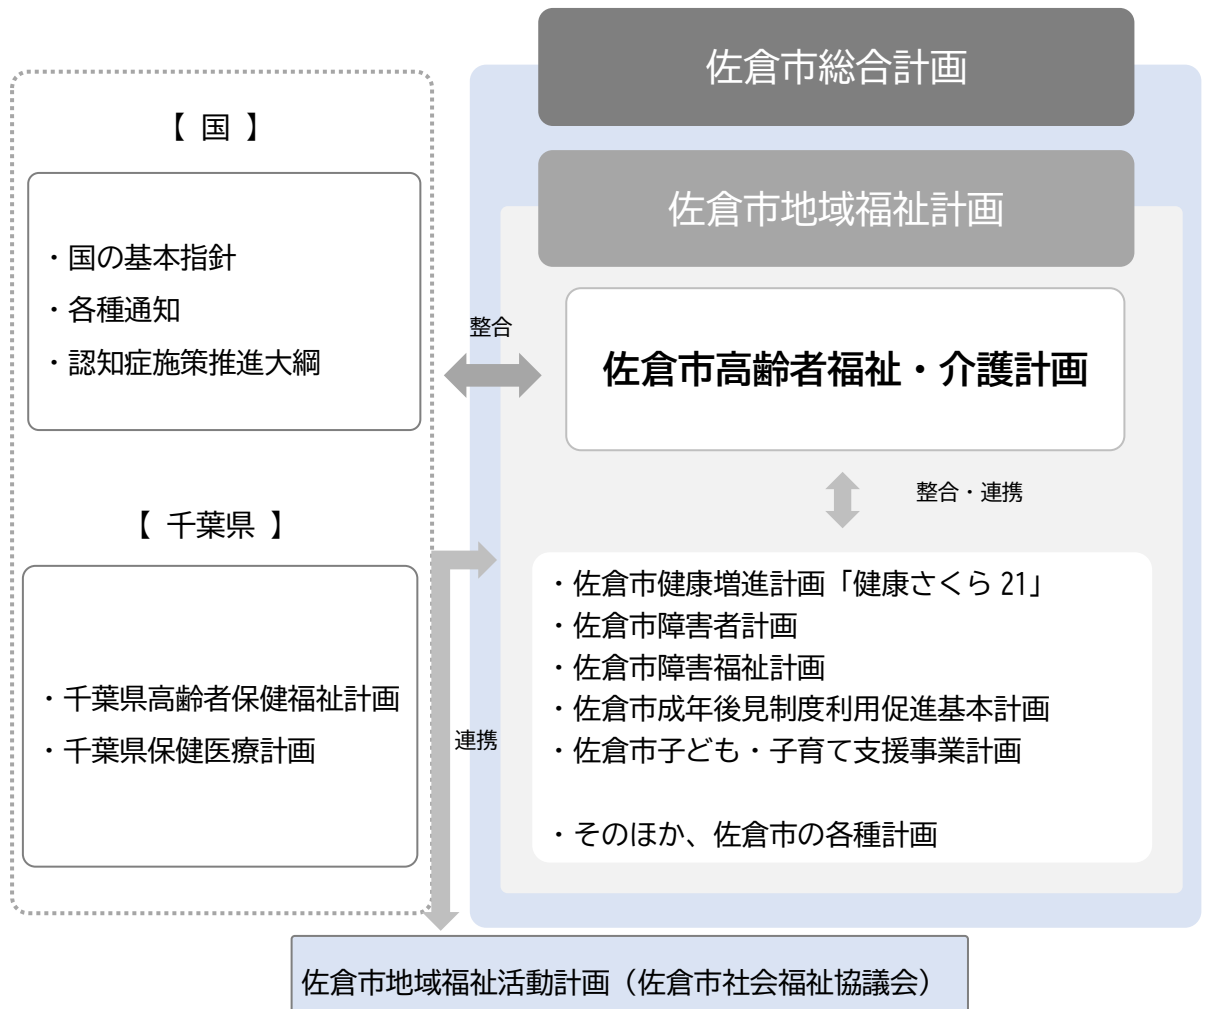 佐倉市総合計画
佐倉市地域福祉計画
【 国 】
・国の基本指針
・各種通知
・認知症施策推進大綱
整合
佐倉市高齢者福祉・介護計画
整合・連携
【 千葉県 】
・千葉県高齢者保健福祉計画
・千葉県保健医療計画
連携
・佐倉市健康増進計画「健康さくら 21」
・佐倉市障害者計画
・佐倉市障害福祉計画
・佐倉市成年後見制度利用促進基本計画
・佐倉市子ども・子育て支援事業計画
・そのほか、佐倉市の各種計画
佐倉市地域福祉活動計画（佐倉市社会福祉協議会）